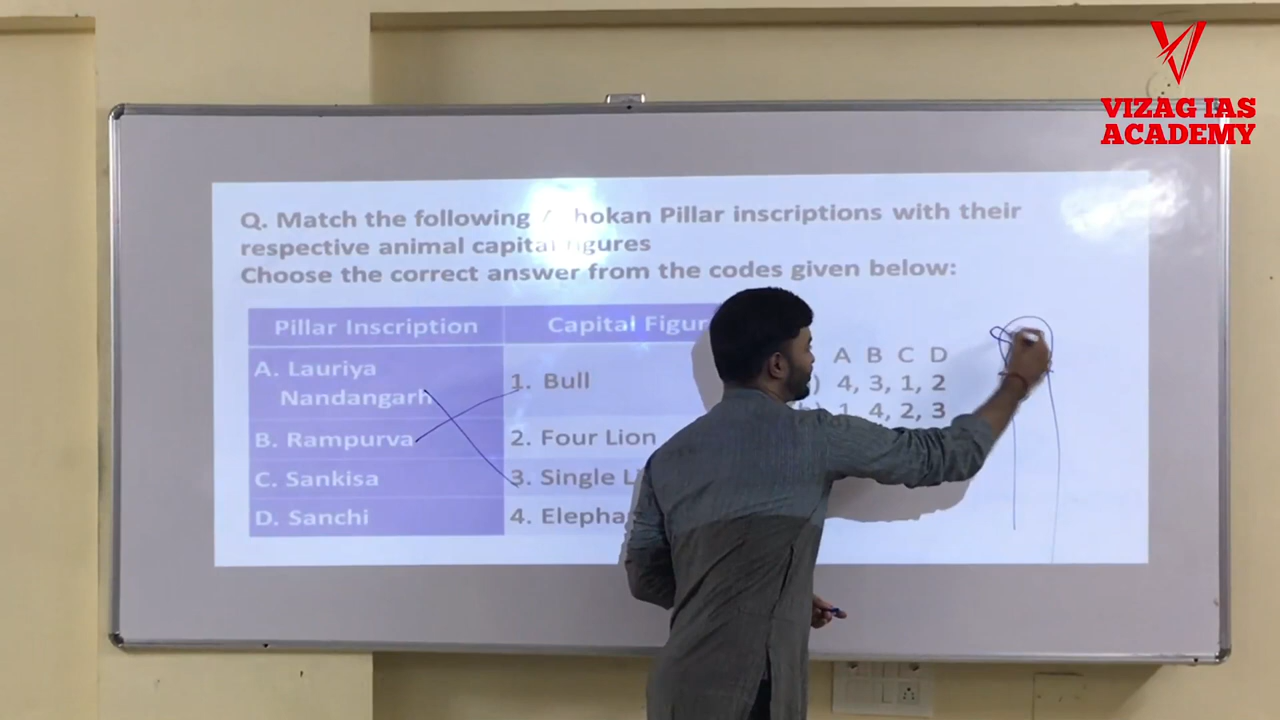 VIZAG IAS
ACADEMY
Q. Match the following hokan Pillar inscriptions with their
respective animal capital figures
Choose the correct answer from the codes given below:
Pillar Inscription Capital Figur
A. Lauriya
Nandangarh
1. Bull
B. Rampurva
2. Four Lion
C. Sankisa
3. Single L
D. Sanchi
4. Elepha
A B C D
) 4, 3, 1, 2
b) 1, 4, 2, 3